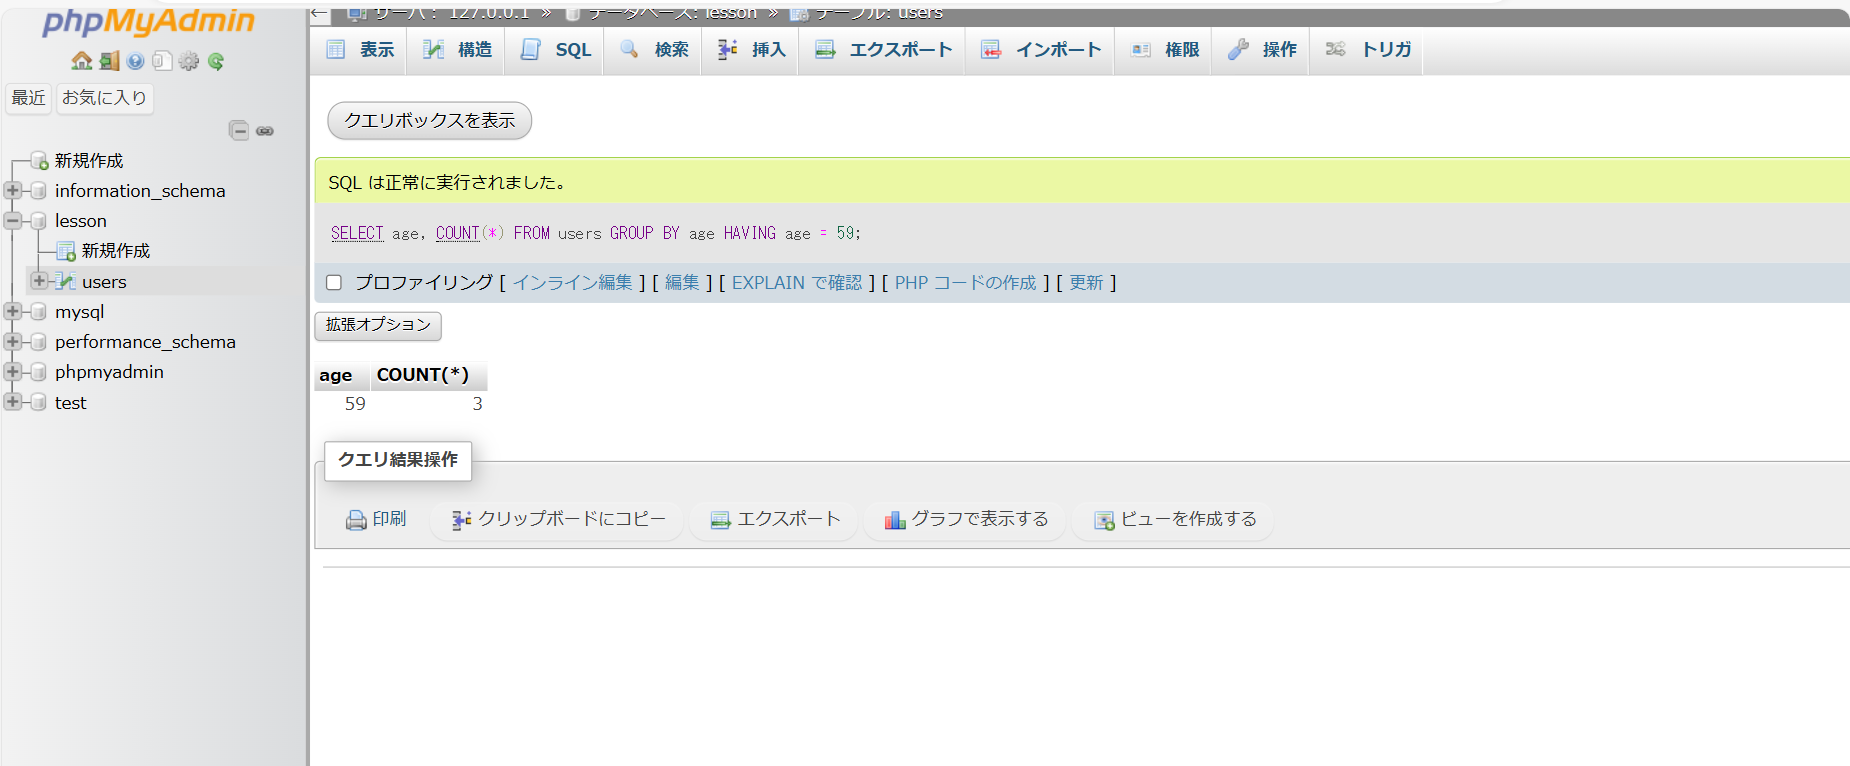 phpMyAdmin
最近 お気に入り
新規作成
information_schema
lesson
新規作成
users
mysql
performance_schema
phpmyadmin
test
サーバ: 127.0.0.1 » データベース: lesson » テーブル: users
表示 構造 SQL 検索 挿入 エクスポート インポート 権限 操作 トリガ
クエリボックスを表示
SQL は正常に実行されました。
SELECT age, COUNT(*) FROM users GROUP BY age HAVING age = 59;
プロファイリング [ インライン編集 ] [ 編集 ] [ EXPLAIN で確認 ] [ PHP コードの作成 ] [ 更新 ]
拡張オプション
age COUNT(*)
59 3
クエリ結果操作
印刷 クリップボードにコピー エクスポート グラフで表示する ビューを作成する